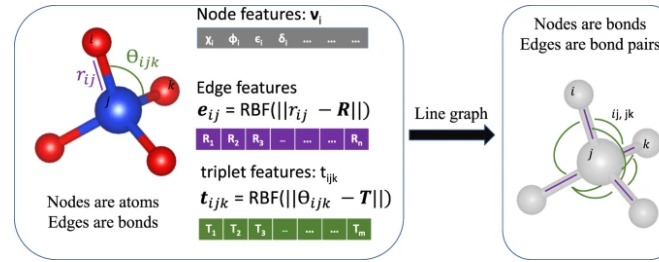 i
Θijk
rij
j
k
Nodes are atoms
Edges are bonds
Node features: vi
χi ϕi ϵi δi ... ... ...
Edge features
eij = RBF(||rij − R||)
R1 R2 R3 .. ... ... Rn
triplet features: tijk
tijk = RBF(||Θijk − T||)
T1 T2 T3 .. ... ... Tm
Line graph
Nodes are bonds
Edges are bond pairs
i
ij, jk
k
j